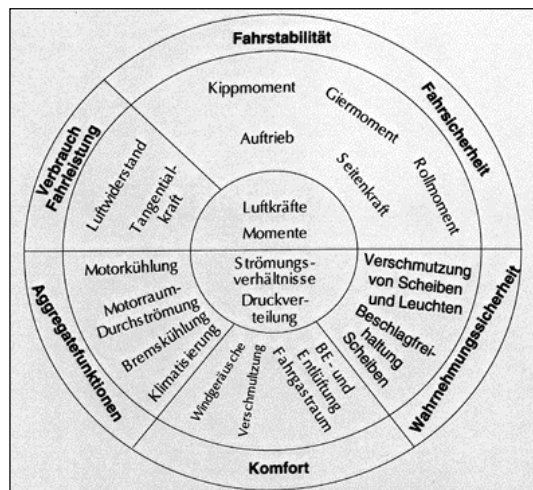 Fahrstabilität
Fahrsicherheit
Verbrauch
Fahrleistung
Kippmoment
Giermoment
Auftrieb
Seitenkraft
Rollmoment
Luftwiderstand
Tangential-
kraft
Luftkräfte
Momente
Strömungs-
verhältnisse
Druckver-
teilung
Motorkühlung
Motorraum-
Durchströmung
Bremskühlung
Klimatisierung
Windgeräusche
Verschmultzung
BE- und
Entlüftung
Fahrgastraum
Verschmutzung
von Scheiben
und Leuchten
Beschlagfrei-
haltung
Scheiben
Aggregatefunktionen
Komfort
Wahrnehmungssicherheit